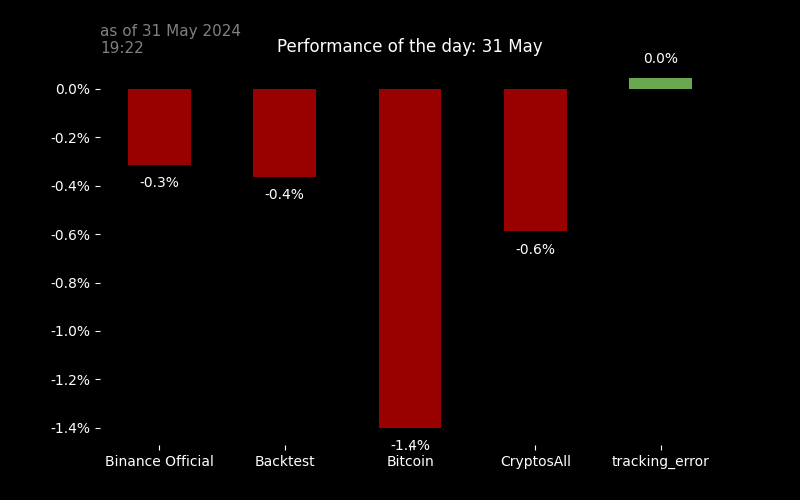 as of 31 May 2024
19:22
Performance of the day: 31 May
0.0%
0.0%
-0.2%
-0.4%
-0.6%
-0.8%
-1.0%
-1.2%
-1.4%
-0.3%
-0.4%
-1.4%
-0.6%
Binance Official
Backtest
Bitcoin
CryptosAll
tracking_error